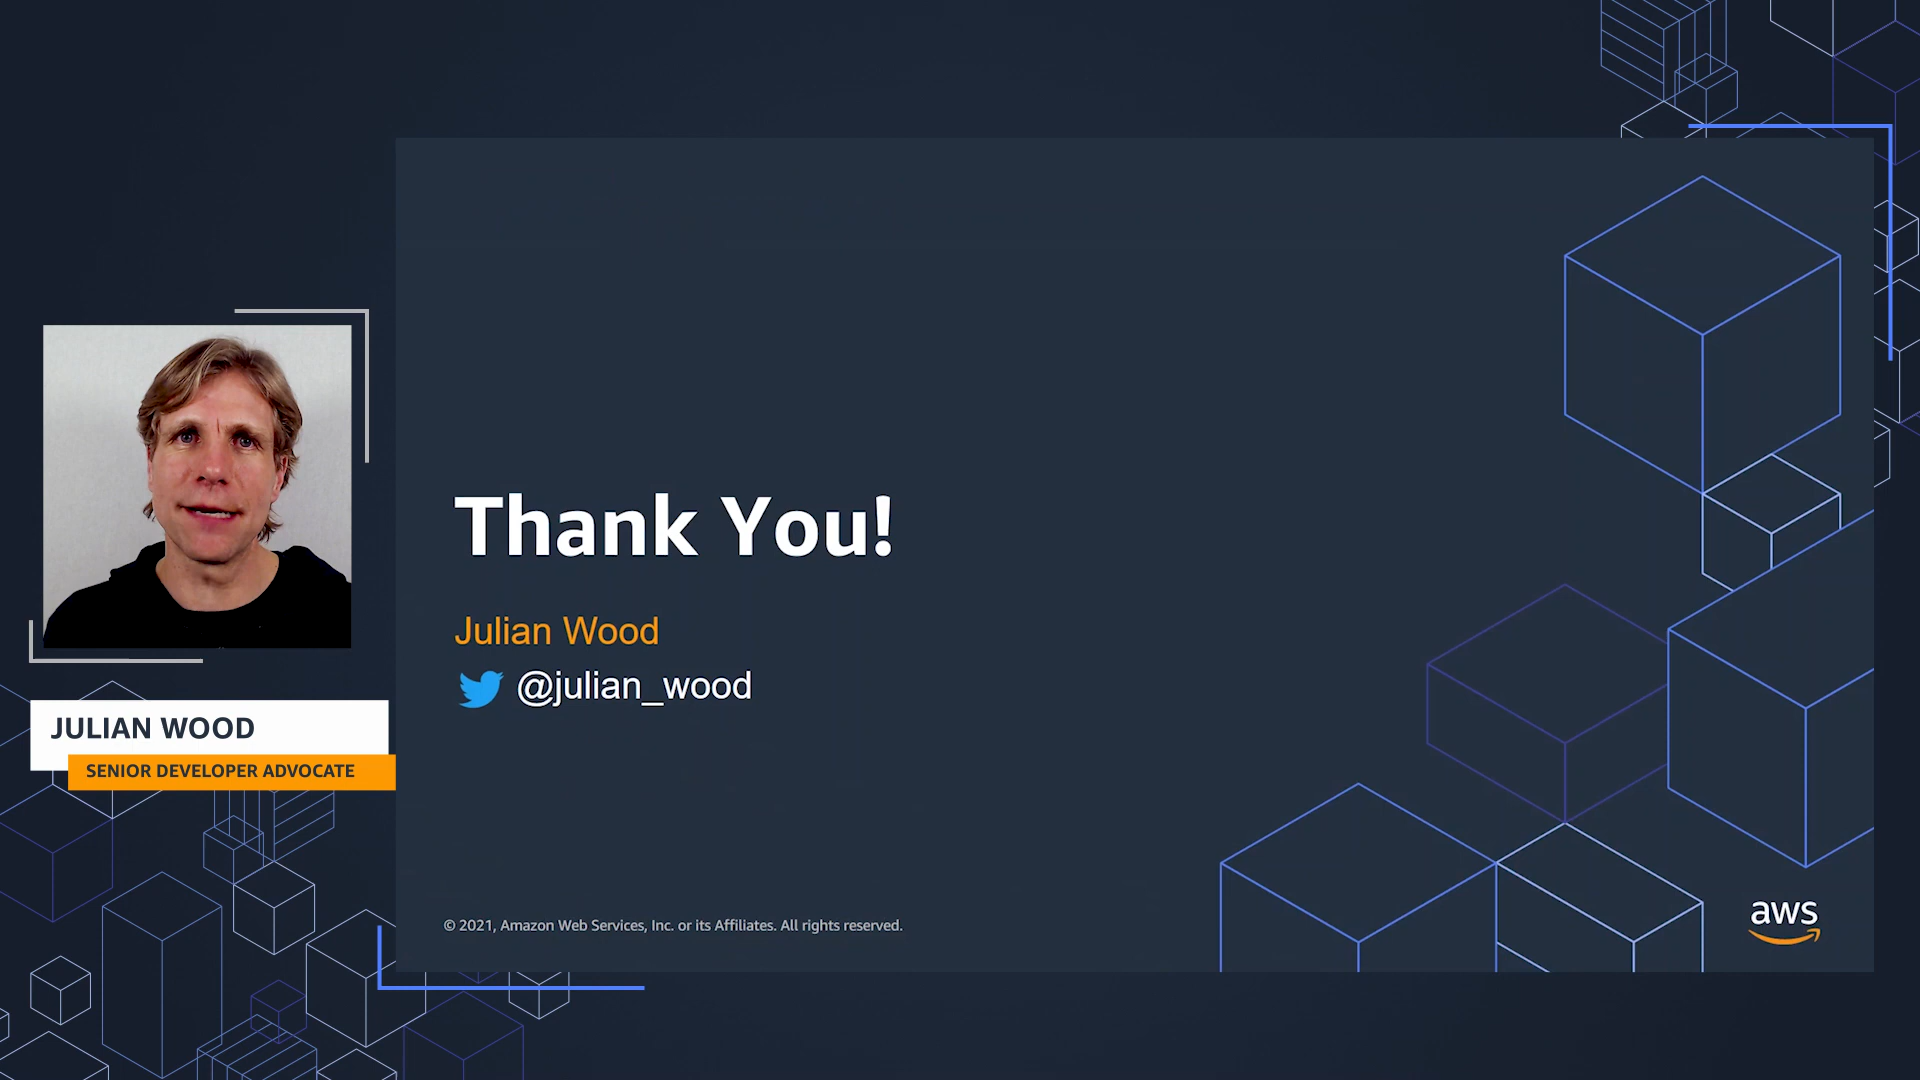 Thank You!
Julian Wood
@julian_wood
JULIAN WOOD
SENIOR DEVELOPER ADVOCATE
© 2021, Amazon Web Services, Inc. or its Affiliates. All rights reserved.
aws